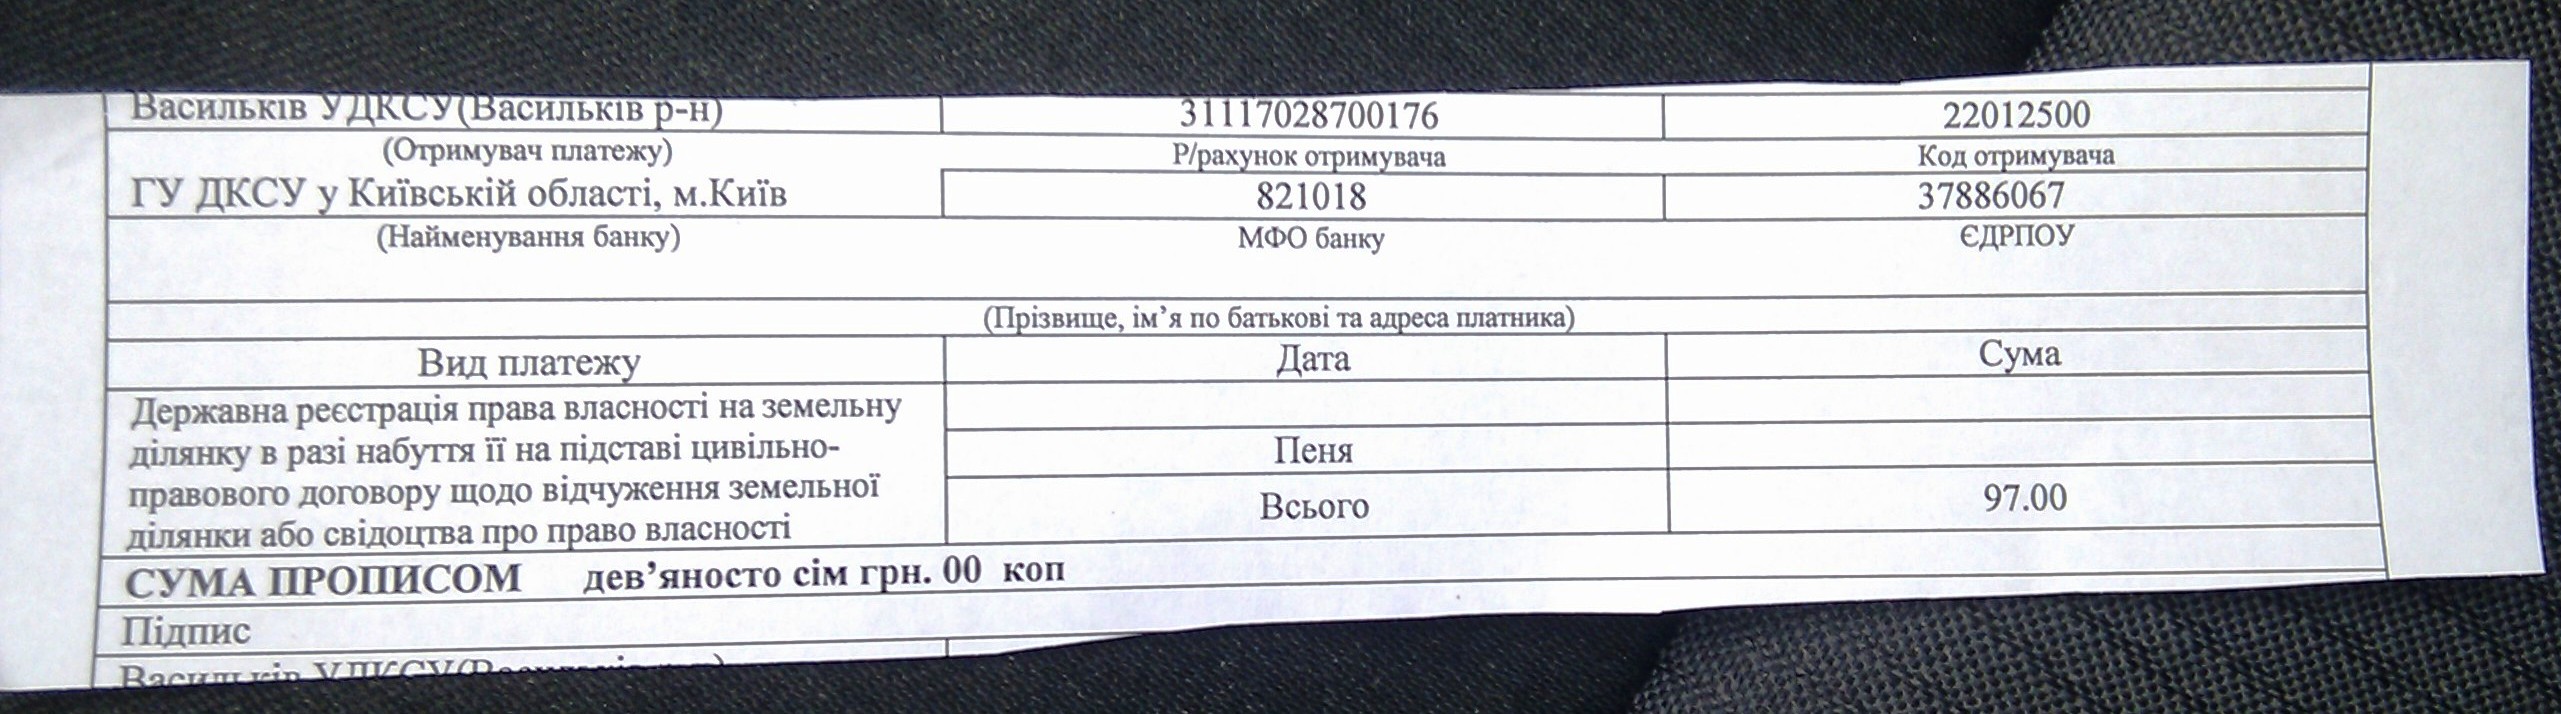 Васильків УДКСУ(Васильків р-н) 31117028700176 22012500
(Отримувач платежу) Р/рахунок отримувача Код отримувача
ГУ ДКСУ у Київській області, м.Київ 821018 37886067
(Найменування банку) МФО банку ЄДРПОУ
(Прізвище, ім’я по батькові та адреса платника)
Вид платежу Дата Сума
Державна реєстрація права власності на земельну
ділянку в разі набуття її на підставі цивільно-
правового договору щодо відчуження земельної
ділянки або свідоцтва про право власності
Пеня
Всього 97.00
СУМА ПРОПИСОМ дев’яносто сім грн. 00 коп
Підпис
Васильків УДКСУ(Васильків р-н)